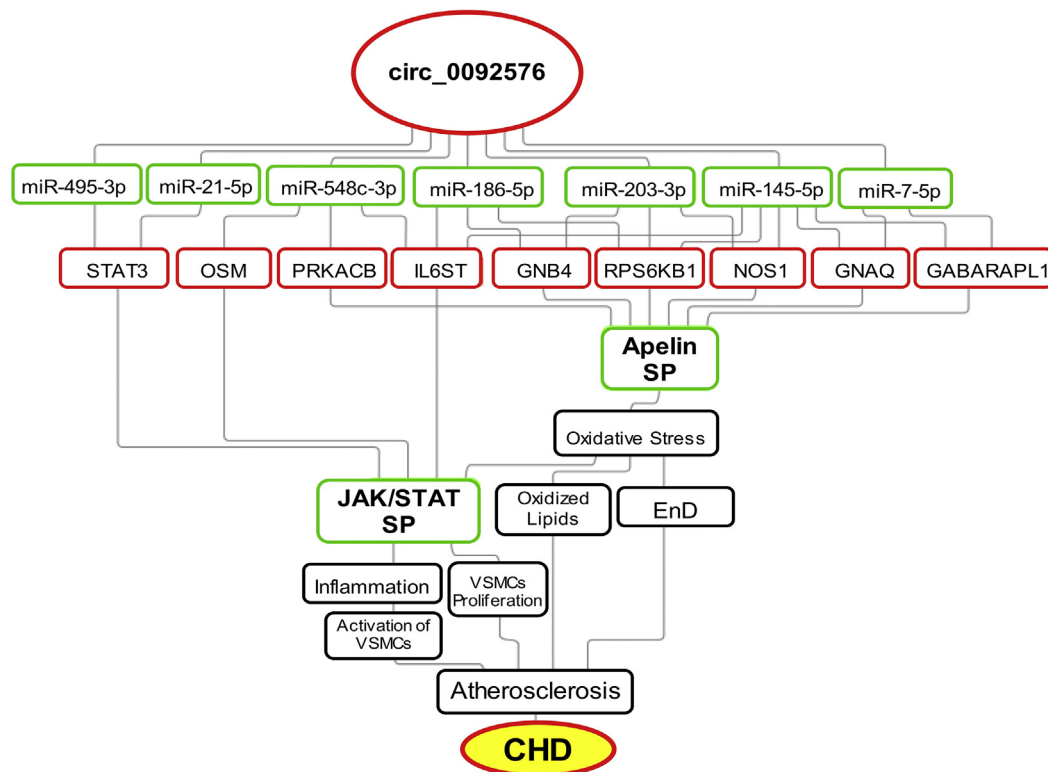 circ_0092576
miR-495-3p
miR-21-5p
miR-548c-3p
miR-186-5p
miR-203-3p
miR-145-5p
miR-7-5p
STAT3
OSM
PRKACB
IL6ST
GNB4
RPS6KB1
NOS1
GNAQ
GABARAPL1
Apelin
SP
Oxidative Stress
JAK/STAT
SP
Oxidized
Lipids
EnD
Inflammation
VSMCs
Proliferation
Activation of
VSMCs
Atherosclerosis
CHD